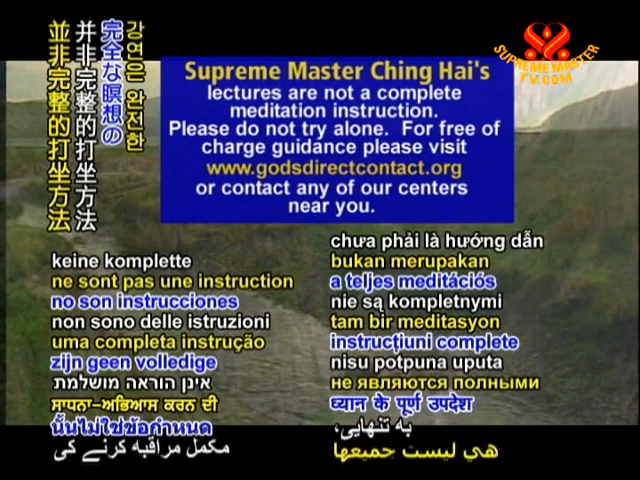 SUPREME MASTER
TV.COM
並非完整的打坐方法
并非完整的打坐方法
完全な瞑想の
강연은 완전한
Supreme Master Ching Hai's
lectures are not a complete
meditation instruction.
Please do not try alone. For free of
charge guidance please visit
www.godsdirectcontact.org
or contact any of our centers
near you.
keine komplette
ne sont pas une instruction
no son instrucciones
non sono delle istruzioni
uma completa instrução
zijn geen volledige
אינן הוראה מושלמת
ਸਾਧਨਾ-ਅਭਿਆਸ ਕਰਨ ਦੀ
นั้นไม่ใช่ข้อกำหนด
مکمل مراقبہ کرنے کی
chưa phải là hướng dẫn
bukan merupakan
a teljes meditációs
nie są kompletnymi
tam bir meditasyon
instrucțiuni complete
nisu potpuna uputa
не являются полными
ध्यान के पूर्ण उपदेश
به تنهایی،
هي ليست جميعها